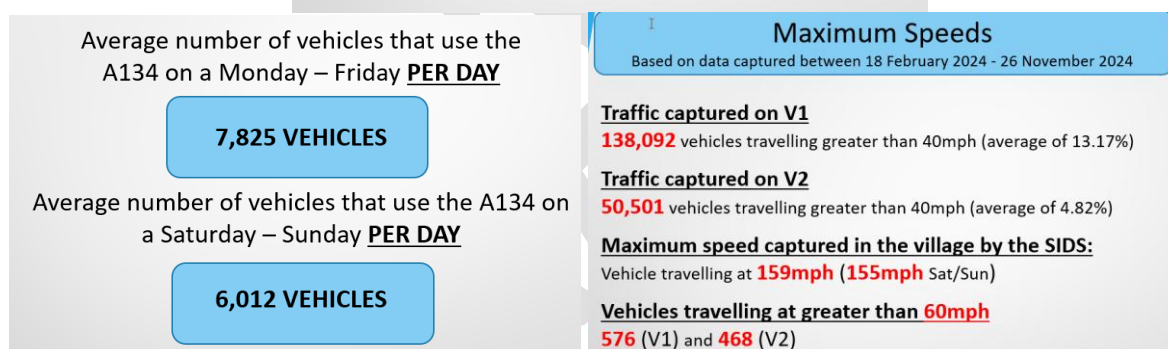 Average number of vehicles that use the
A134 on a Monday – Friday PER DAY
7,825 VEHICLES
Average number of vehicles that use the A134 on
a Saturday – Sunday PER DAY
6,012 VEHICLES
Maximum Speeds
Based on data captured between 18 February 2024 - 26 November 2024
Traffic captured on V1
138,092 vehicles travelling greater than 40mph (average of 13.17%)
Traffic captured on V2
50,501 vehicles travelling greater than 40mph (average of 4.82%)
Maximum speed captured in the village by the SIDS:
Vehicle travelling at 159mph (155mph Sat/Sun)
Vehicles travelling at greater than 60mph
576 (V1) and 468 (V2)